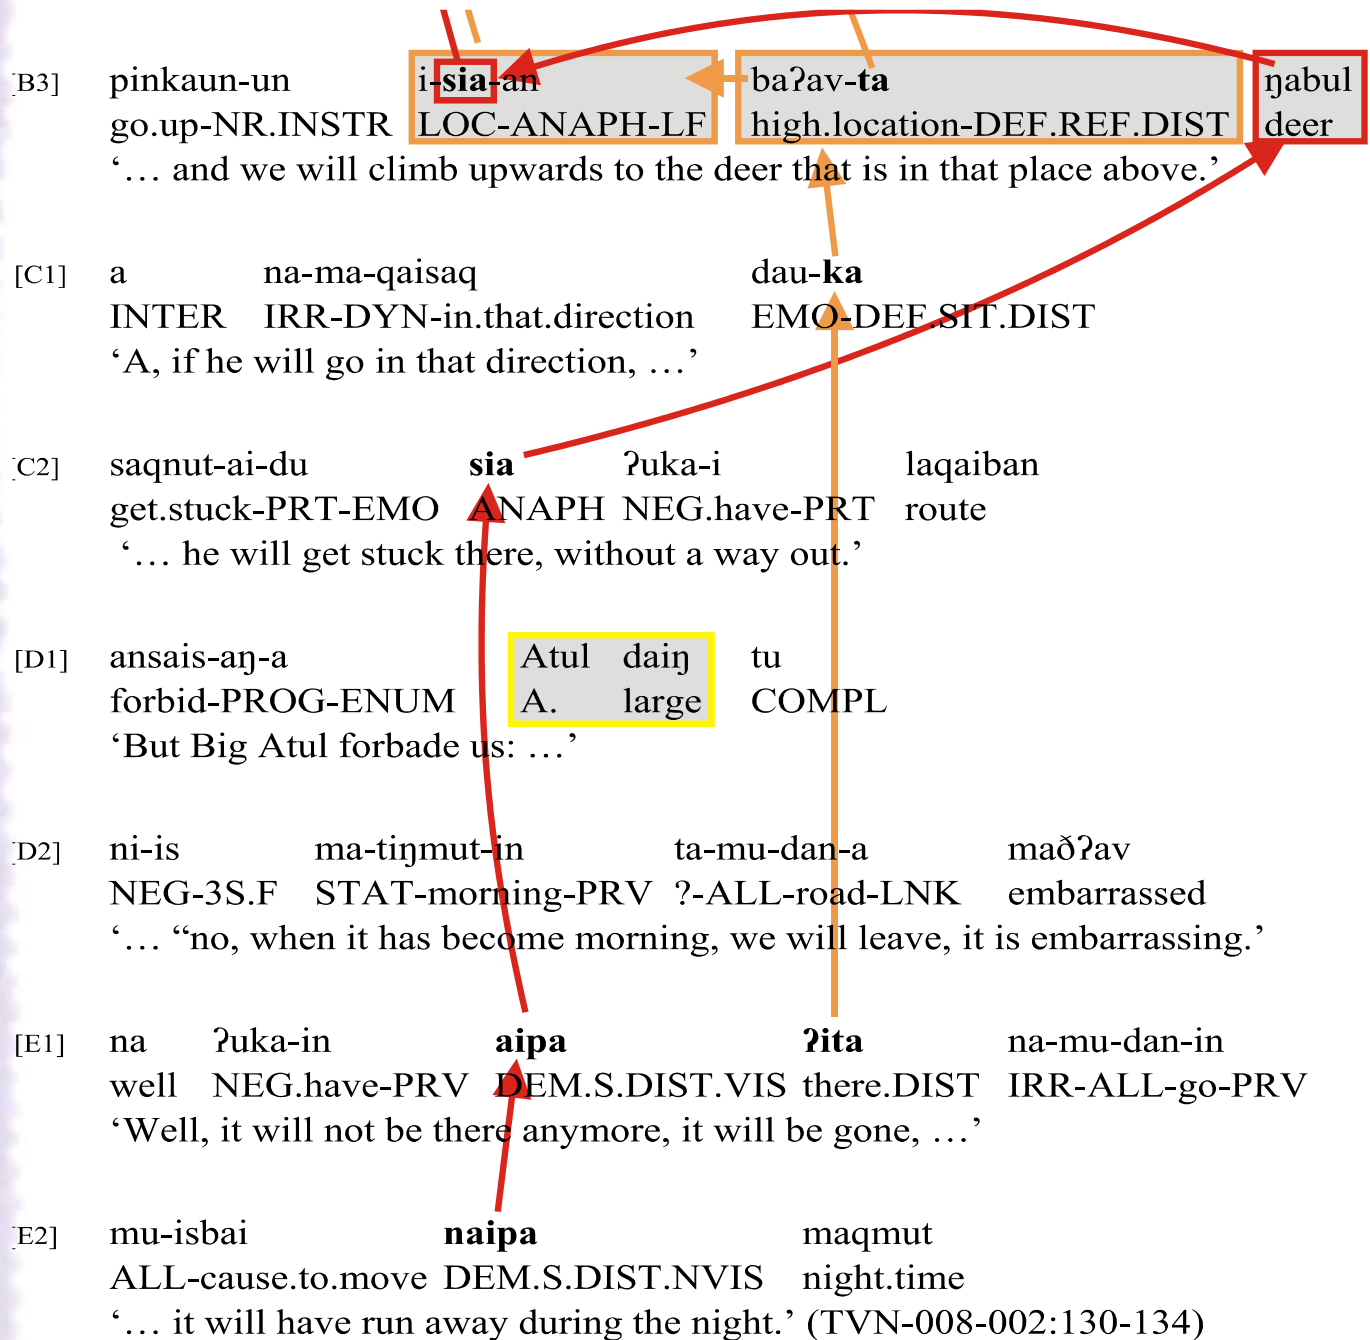 [B3] pinkaun-un i-sia-an baʔav-ta ŋabul
go.up-NR.INSTR LOC-ANAPH-LF high.location-DEF.REF.DIST deer
‘… and we will climb upwards to the deer that is in that place above.’
[C1] a na-ma-qaisaq dau-ka
INTER IRR-DYN-in.that.direction EMO-DEF.SIT.DIST
‘A, if he will go in that direction, …’
[C2] saqnut-ai-du sia ʔuka-i laqaiban
get.stuck-PRT-EMO ANAPH NEG.have-PRT route
‘… he will get stuck there, without a way out.’
[D1] ansais-aŋ-a Atul daiŋ tu
forbid-PROG-ENUM A. large COMPL
‘But Big Atul forbade us: …’
[D2] ni-is ma-tiŋmut-in ta-mu-dan-a maðʔav
NEG-3S.F STAT-morning-PRV ?-ALL-road-LNK embarrassed
‘… “no, when it has become morning, we will leave, it is embarrassing.’
[E1] na ʔuka-in aipa ʔita na-mu-dan-in
well NEG.have-PRV DEM.S.DIST.VIS there.DIST IRR-ALL-go-PRV
‘Well, it will not be there anymore, it will be gone, …’
[E2] mu-isbai naipa maqmut
ALL-cause.to.move DEM.S.DIST.NVIS night.time
‘… it will have run away during the night.’ (TVN-008-002:130-134)